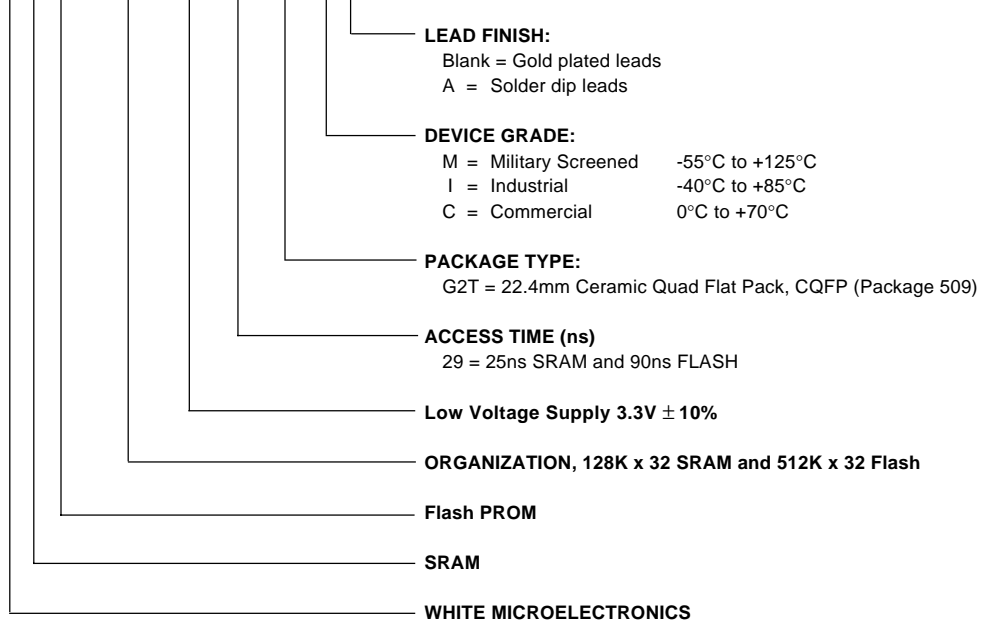 LEAD FINISH:
Blank = Gold plated leads
A = Solder dip leads
DEVICE GRADE:
M = Military Screened -55°C to +125°C
I = Industrial -40°C to +85°C
C = Commercial 0°C to +70°C
PACKAGE TYPE:
G2T = 22.4mm Ceramic Quad Flat Pack, CQFP (Package 509)
ACCESS TIME (ns)
29 = 25ns SRAM and 90ns FLASH
Low Voltage Supply 3.3V ± 10%
ORGANIZATION, 128K x 32 SRAM and 512K x 32 Flash
Flash PROM
SRAM
WHITE MICROELECTRONICS